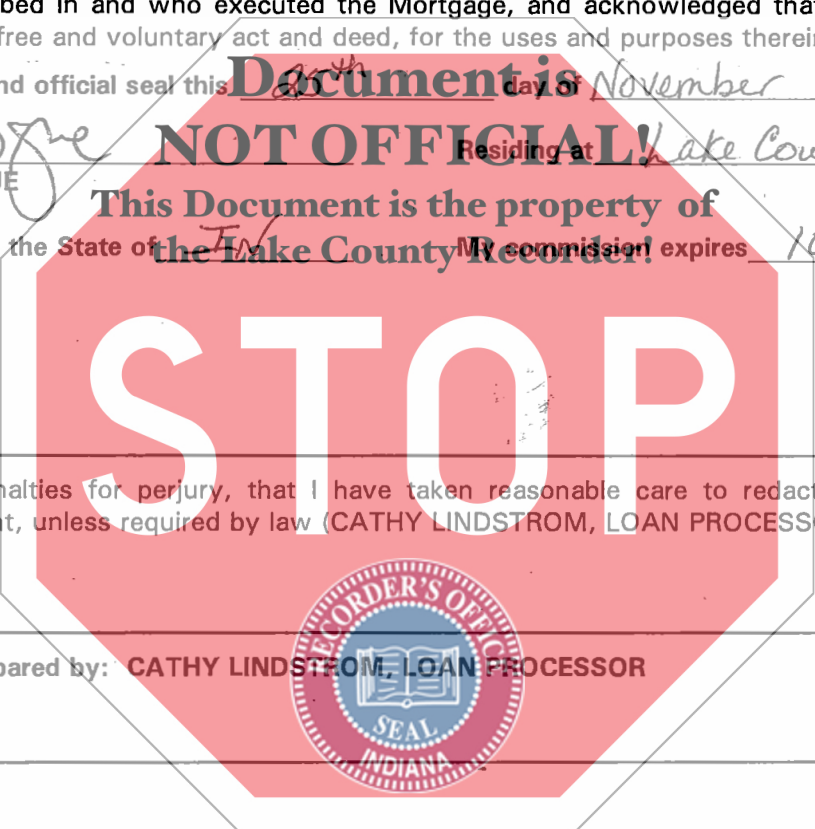 bed in and who executed the Mortgage, and acknowledged that
free and voluntary act and deed, for the uses and purposes therein
Document is
nd official seal this 25th day of November
NOT OFFICIAL!
Residing at Lake Cou
This Document is the property of
the Lake County Recorder!
the State of IN My commission expires
STOP
nalties for perjury, that I have taken reasonable care to redact
t, unless required by law (CATHY LINDSTROM, LOAN PROCESSO
RECORDER'S OFFICE
pared by: CATHY LINDSTROM, LOAN PROCESSOR
SEAL
INDIANA